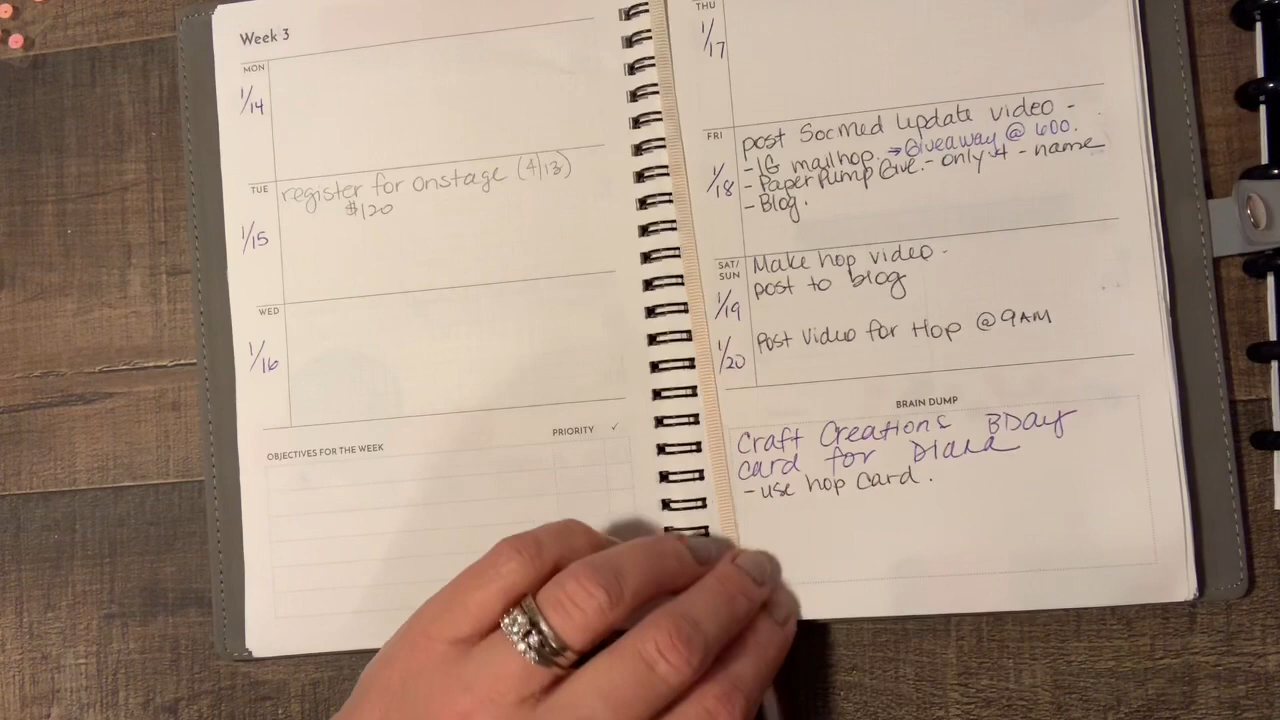 Week 3
MON
1/14
TUE
register for Onstage (4/13)
$120
1/15
WED
1/16
OBJECTIVES FOR THE WEEK
PRIORITY ✓
THU
1/17
FRI
post Socmed update video -
- IG mailhop. → Giveaway @ 600.
- Paper Pump Give. - only 4 - name
- Blog.
1/18
SAT/
SUN
Make hop video -
post to blog
1/19
Post Video for Hop @ 9AM
1/20
BRAIN DUMP
Craft Creations BDay
card for Diana
- use hop card.